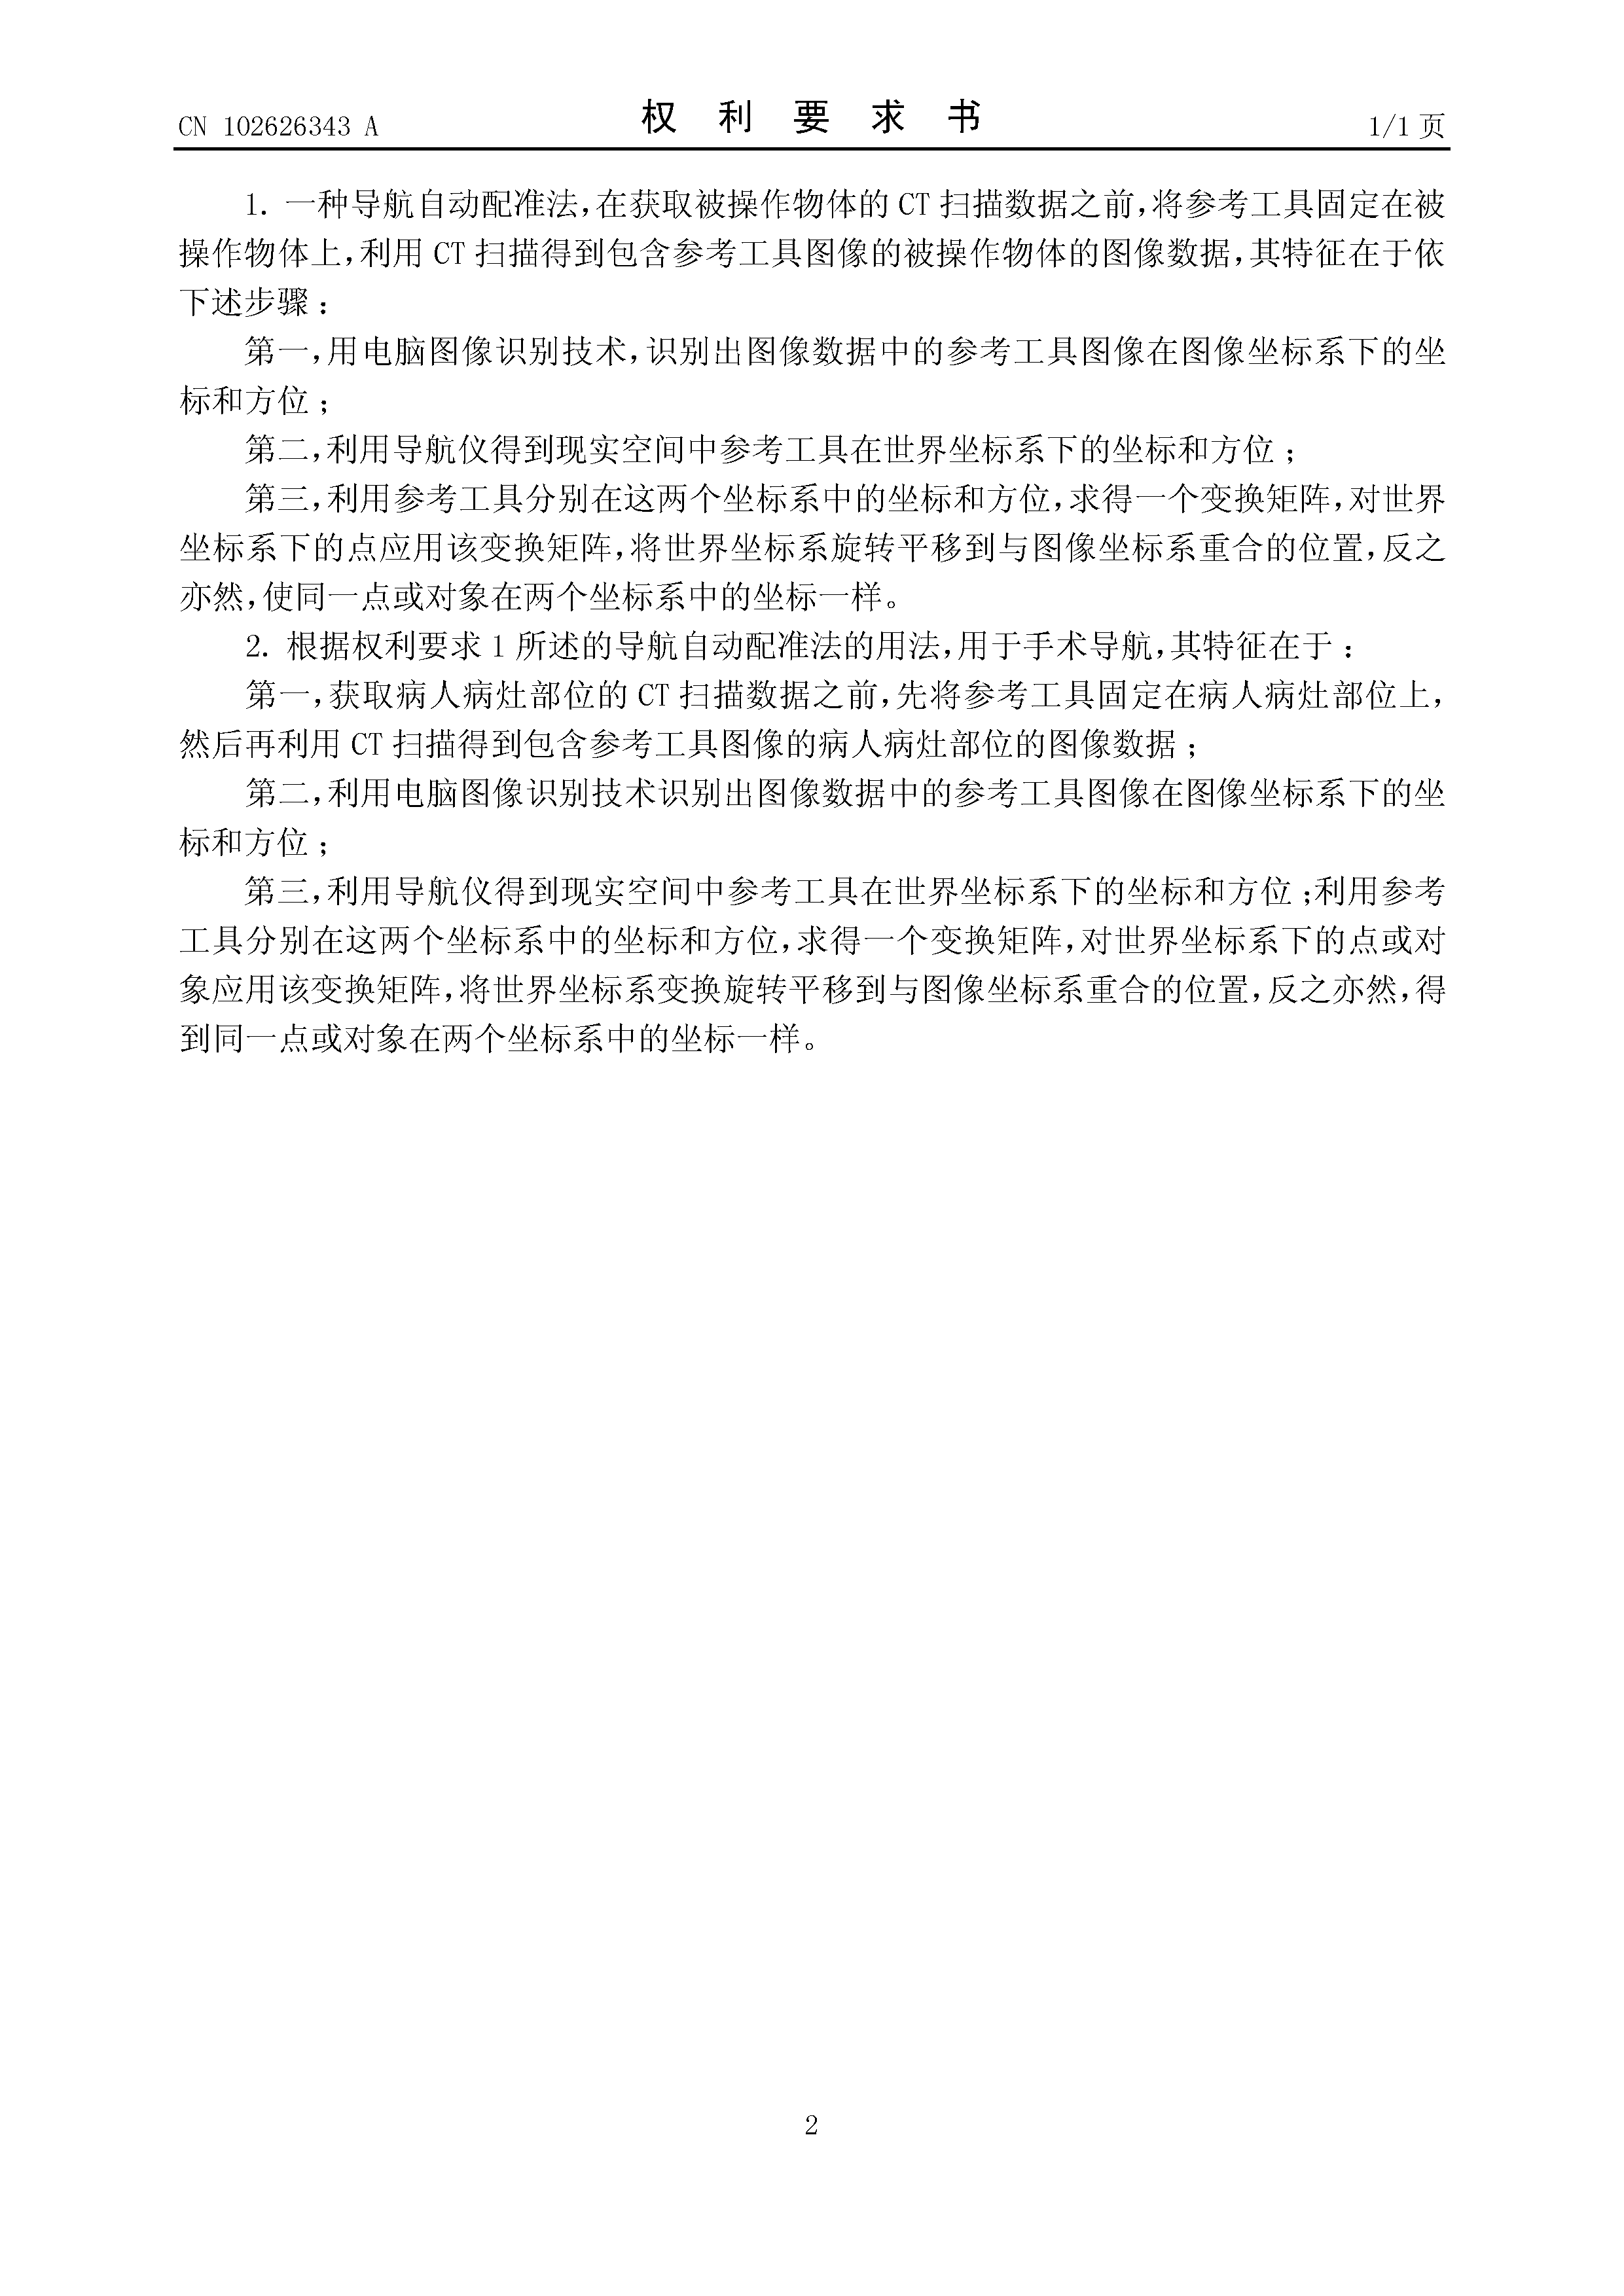 CN 102626343 A
权利要求书
1/1 页
1. 一种导航自动配准法,在获取被操作物体的 CT 扫描数据之前,将参考工具固定在被
操作物体上,利用 CT 扫描得到包含参考工具图像的被操作物体的图像数据,其特征在于依
下述步骤：
第一,用电脑图像识别技术,识别出图像数据中的参考工具图像在图像坐标系下的坐
标和方位；
第二,利用导航仪得到现实空间中参考工具在世界坐标系下的坐标和方位；
第三,利用参考工具分别在这两个坐标系中的坐标和方位,求得一个变换矩阵,对世界
坐标系下的点应用该变换矩阵,将世界坐标系旋转平移到与图像坐标系重合的位置,反之
亦然,使同一点或对象在两个坐标系中的坐标一样。
2. 根据权利要求 1 所述的导航自动配准法的用法,用于手术导航,其特征在于：
第一,获取病人病灶部位的 CT 扫描数据之前,先将参考工具固定在病人病灶部位上,
然后再利用 CT 扫描得到包含参考工具图像的病人病灶部位的图像数据；
第二,利用电脑图像识别技术识别出图像数据中的参考工具图像在图像坐标系下的坐
标和方位；
第三,利用导航仪得到现实空间中参考工具在世界坐标系下的坐标和方位；利用参考
工具分别在这两个坐标系中的坐标和方位,求得一个变换矩阵,对世界坐标系下的点或对
象应用该变换矩阵,将世界坐标系变换旋转平移到与图像坐标系重合的位置,反之亦然,得
到同一点或对象在两个坐标系中的坐标一样。
2